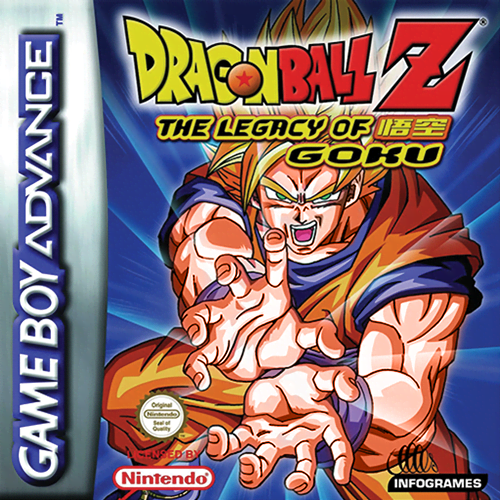 GAME BOY ADVANCE™
DRAGON BALL Z®
THE LEGACY OF 悟空
GOKU
Original
Nintendo
Seal of
Quality
LICENSED BY
Nintendo
INFOGRAMES